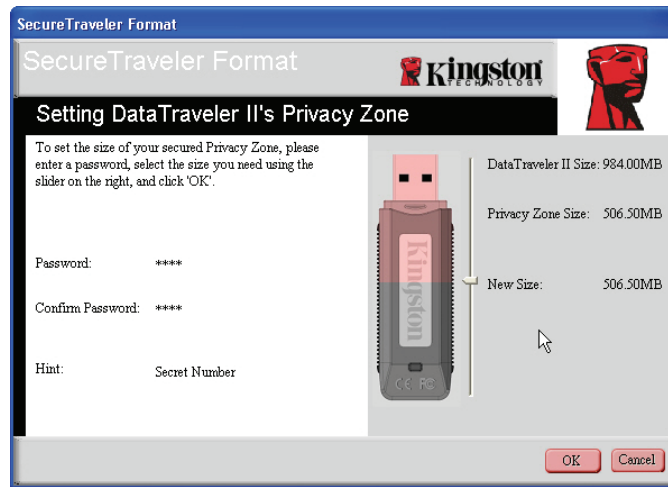 SecureTraveler Format
SecureTraveler Format
Kingston
TECHNOLOGY
Setting DataTraveler II's Privacy Zone
To set the size of your secured Privacy Zone, please
enter a password, select the size you need using the
slider on the right, and click 'OK'.
DataTraveler II Size: 984.00MB
Privacy Zone Size: 506.50MB
Kingston
Password: ****
New Size: 506.50MB
Confirm Password: ****
Hint: Secret Number
CE FC
OK Cancel